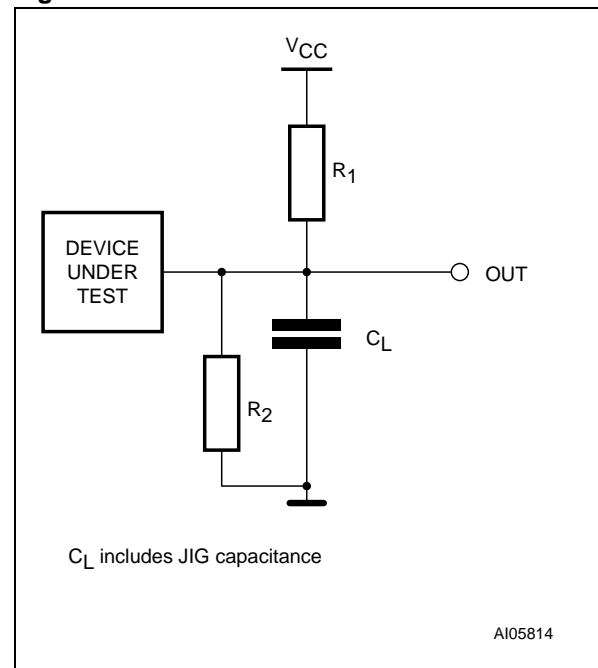 VCC
R1
DEVICE
UNDER
TEST
OUT
CL
R2
CL includes JIG capacitance
AI05814